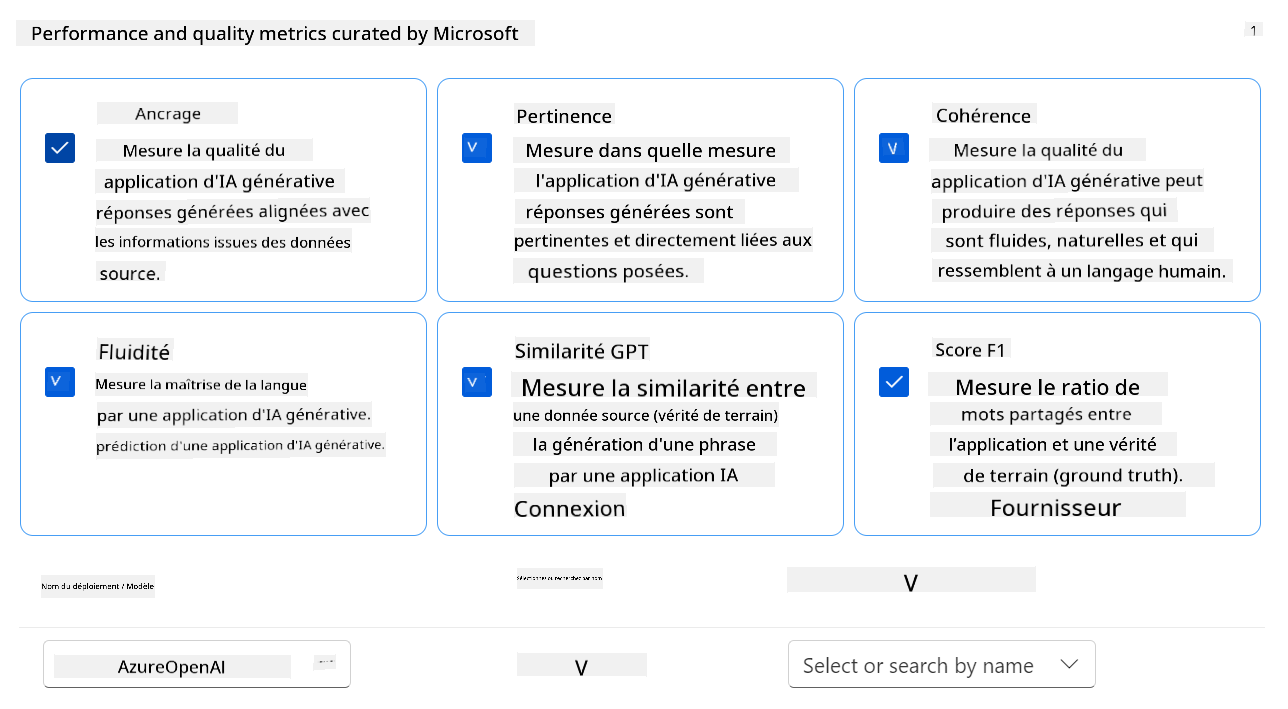 Performance and quality metrics curated by Microsoft
1
Ancrage
Mesure la qualité du
application d'IA générative
réponses générées alignées avec
les informations issues des données
source.
Pertinence
Mesure dans quelle mesure
l'application d'IA générative
réponses générées sont
pertinentes et directement liées aux
questions posées.
Cohérence
Mesure la qualité du
application d'IA générative peut
produire des réponses qui
sont fluides, naturelles et qui
ressemblent à un langage humain.
Fluidité
Mesure la maîtrise de la langue
par une application d'IA générative.
prédiction d'une application d'IA générative.
Similarité GPT
Mesure la similarité entre
une donnée source (vérité de terrain)
la génération d'une phrase
par une application IA
Connexion
Score F1
Mesure le ratio de
mots partagés entre
l’application et une vérité
de terrain (ground truth).
Fournisseur
Nom du déploiement / Modèle
Sélectionnez ou recherchez par nom
V
AzureOpenAI
V
Select or search by name